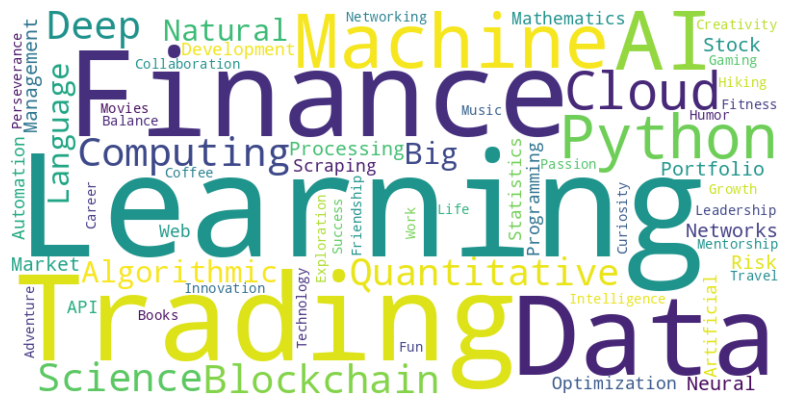 Deep
Natural
Networking
Mathematics
Creativity
Perseverance
Management
Development
Machine
AI
Stock
Collaboration
Gaming
Language
Finance
Cloud
Hiking
Movies
Balance
Music
Fitness
Humor
Python
Computing
Processing
Big
Scraping
Statistics
Programming
Passion
Portfolio
Automation
Coffee
Learning
Growth
Career
Exploration
Success
Friendship
Work
Life
Curiosity
Leadership
Web
Networks
Mentorship
Market
Algorithmic
Quantitative
Risk
Travel
Adventure
Trading
Innovation
Technology
Intelligence
Artificial
API
Books
Fun
Data
Science
Blockchain
Optimization
Neural